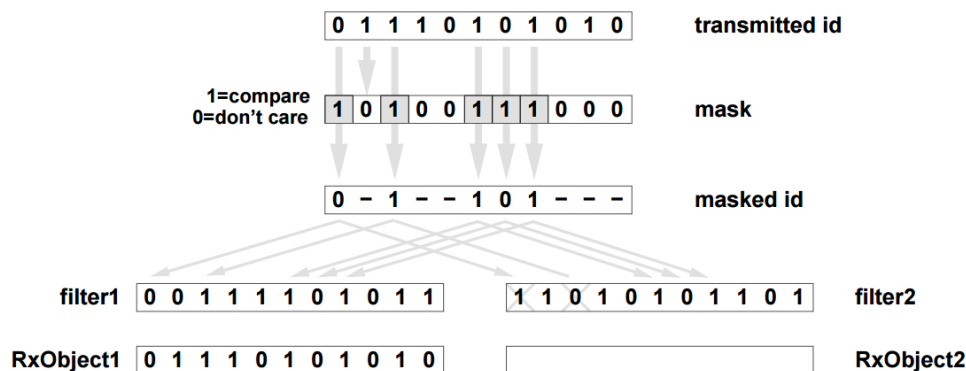 0 1 1 1 0 1 0 1 0 1 0 transmitted id
1=compare
0=don't care
1 0 1 0 0 1 1 1 0 0 0 mask
0 – 1 – – 1 0 1 – – – masked id
filter1 0 0 1 1 1 1 0 1 0 1 1 1 1 0 1 0 1 0 1 1 0 1 filter2
RxObject1 0 1 1 1 0 1 0 1 0 1 0 RxObject2